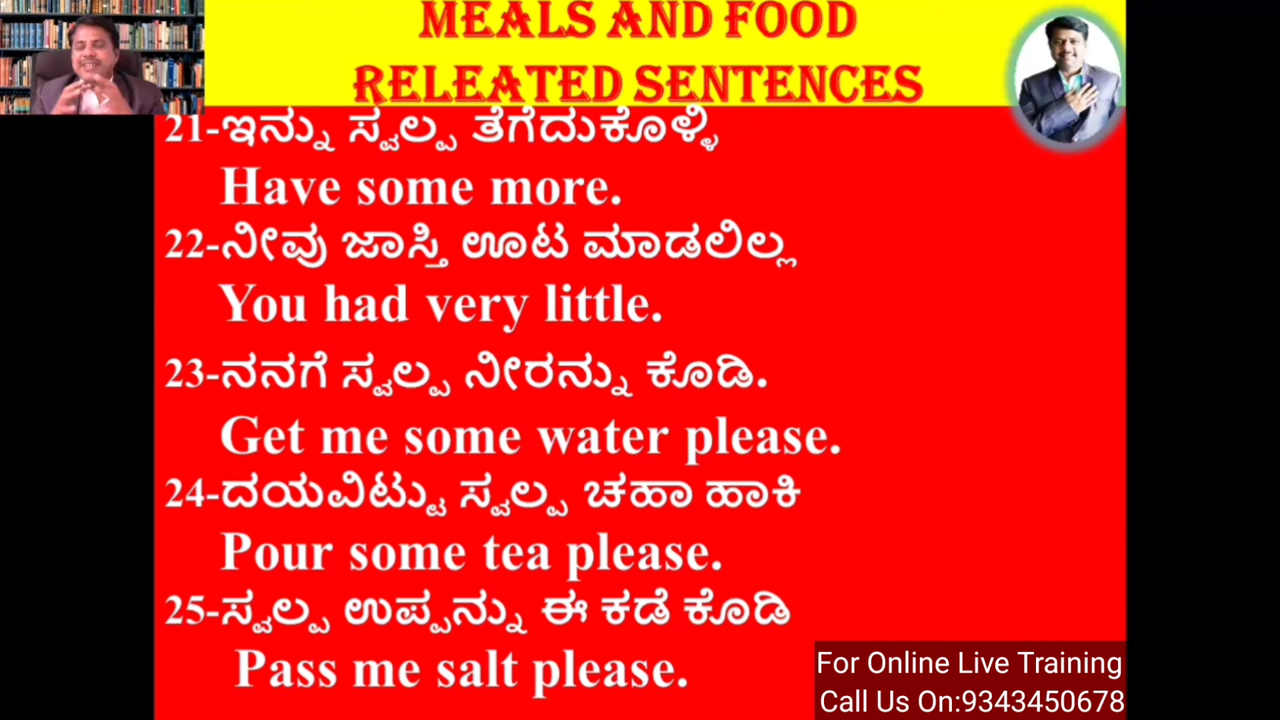 MEALS AND FOOD
RELEATED SENTENCES
21-ಇನ್ನು ಸ್ವಲ್ಪ ತೆಗೆದುಕೊಳ್ಳಿ
Have some more.
22-ನೀವು ಜಾಸ್ತಿ ಊಟ ಮಾಡಲಿಲ್ಲ
You had very little.
23-ನನಗೆ ಸ್ವಲ್ಪ ನೀರನ್ನು ಕೊಡಿ.
Get me some water please.
24-ದಯವಿಟ್ಟು ಸ್ವಲ್ಪ ಚಹಾ ಹಾಕಿ
Pour some tea please.
25-ಸ್ವಲ್ಪ ಉಪ್ಪನ್ನು ಈ ಕಡೆ ಕೊಡಿ
Pass me salt please.
For Online Live Training
Call Us On:9343450678